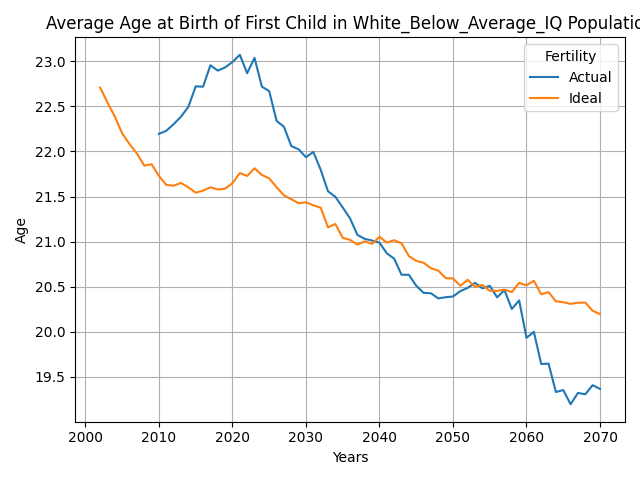 Average Age at Birth of First Child in White_Below_Average_IQ Populatio
Fertility
Actual
Ideal
23.0
22.5
22.0
21.5
21.0
20.5
20.0
19.5
Age
2000 2010 2020 2030 2040 2050 2060 2070
Years